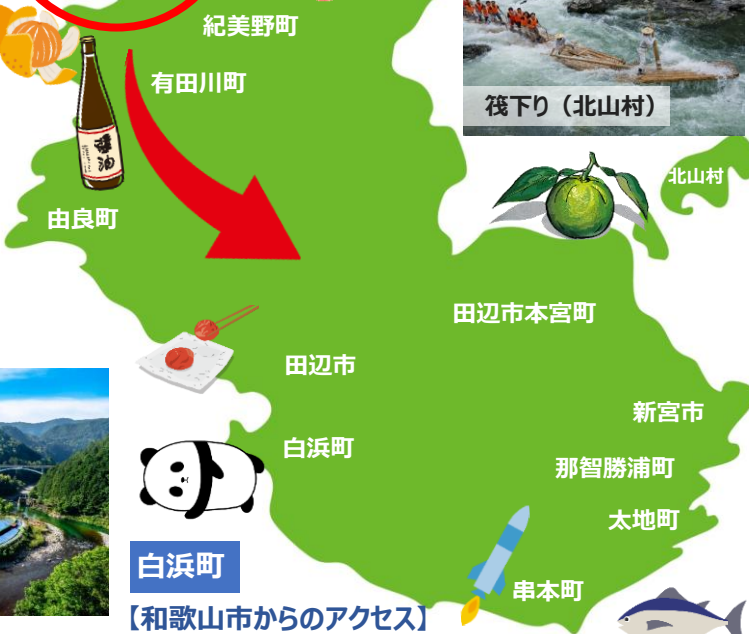 紀美野町
有田川町
筏下り（北山村）
醤油
北山村
由良町
田辺市本宮町
田辺市
新宮市
白浜町
那智勝浦町
太地町
白浜町
串本町
【和歌山市からのアクセス】